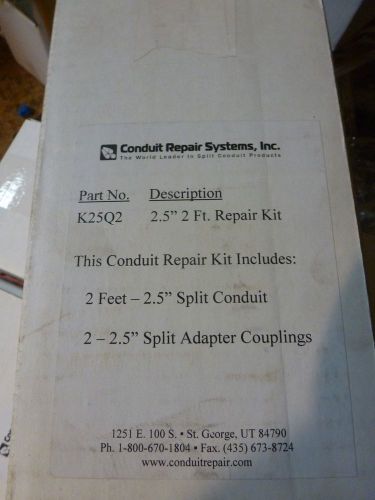 Conduit Repair Systems, Inc.
The World Leader in Split Conduit Products
Part No. Description
K25Q2 2.5" 2 Ft. Repair Kit
This Conduit Repair Kit Includes:
2 Feet – 2.5" Split Conduit
2 – 2.5" Split Adapter Couplings
1251 E. 100 S. • St. George, UT 84790
Ph. 1-800-670-1804 • Fax. (435) 673-8724
www.conduitrepair.com